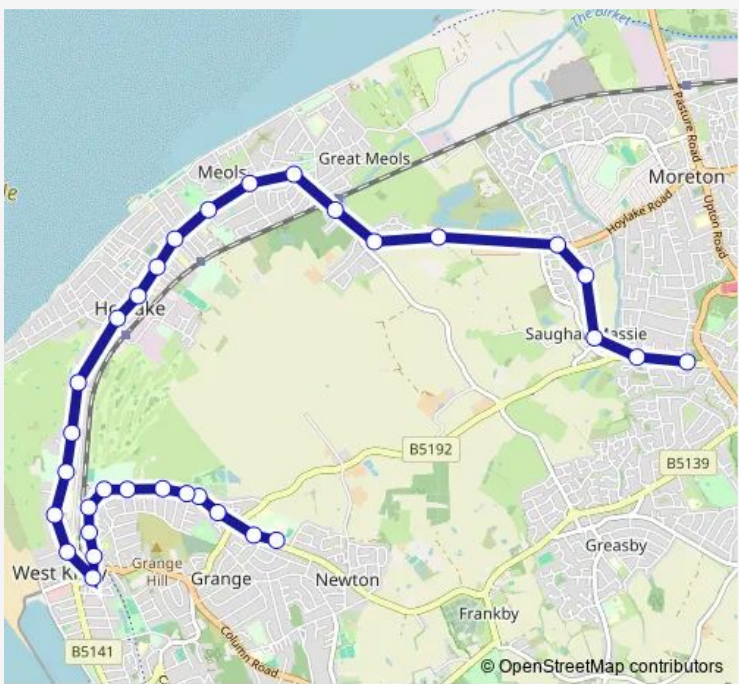 The Birket
Pasture Road
Meols
Great Meols
Moreton
Hoylake Road
Upton Road
Saughall Massie
B5192
B5139
Greasby
West Kirby
Grange
Hill
Grange
Newton
Frankby
Column Road
B5141
© OpenStreetMap contributors